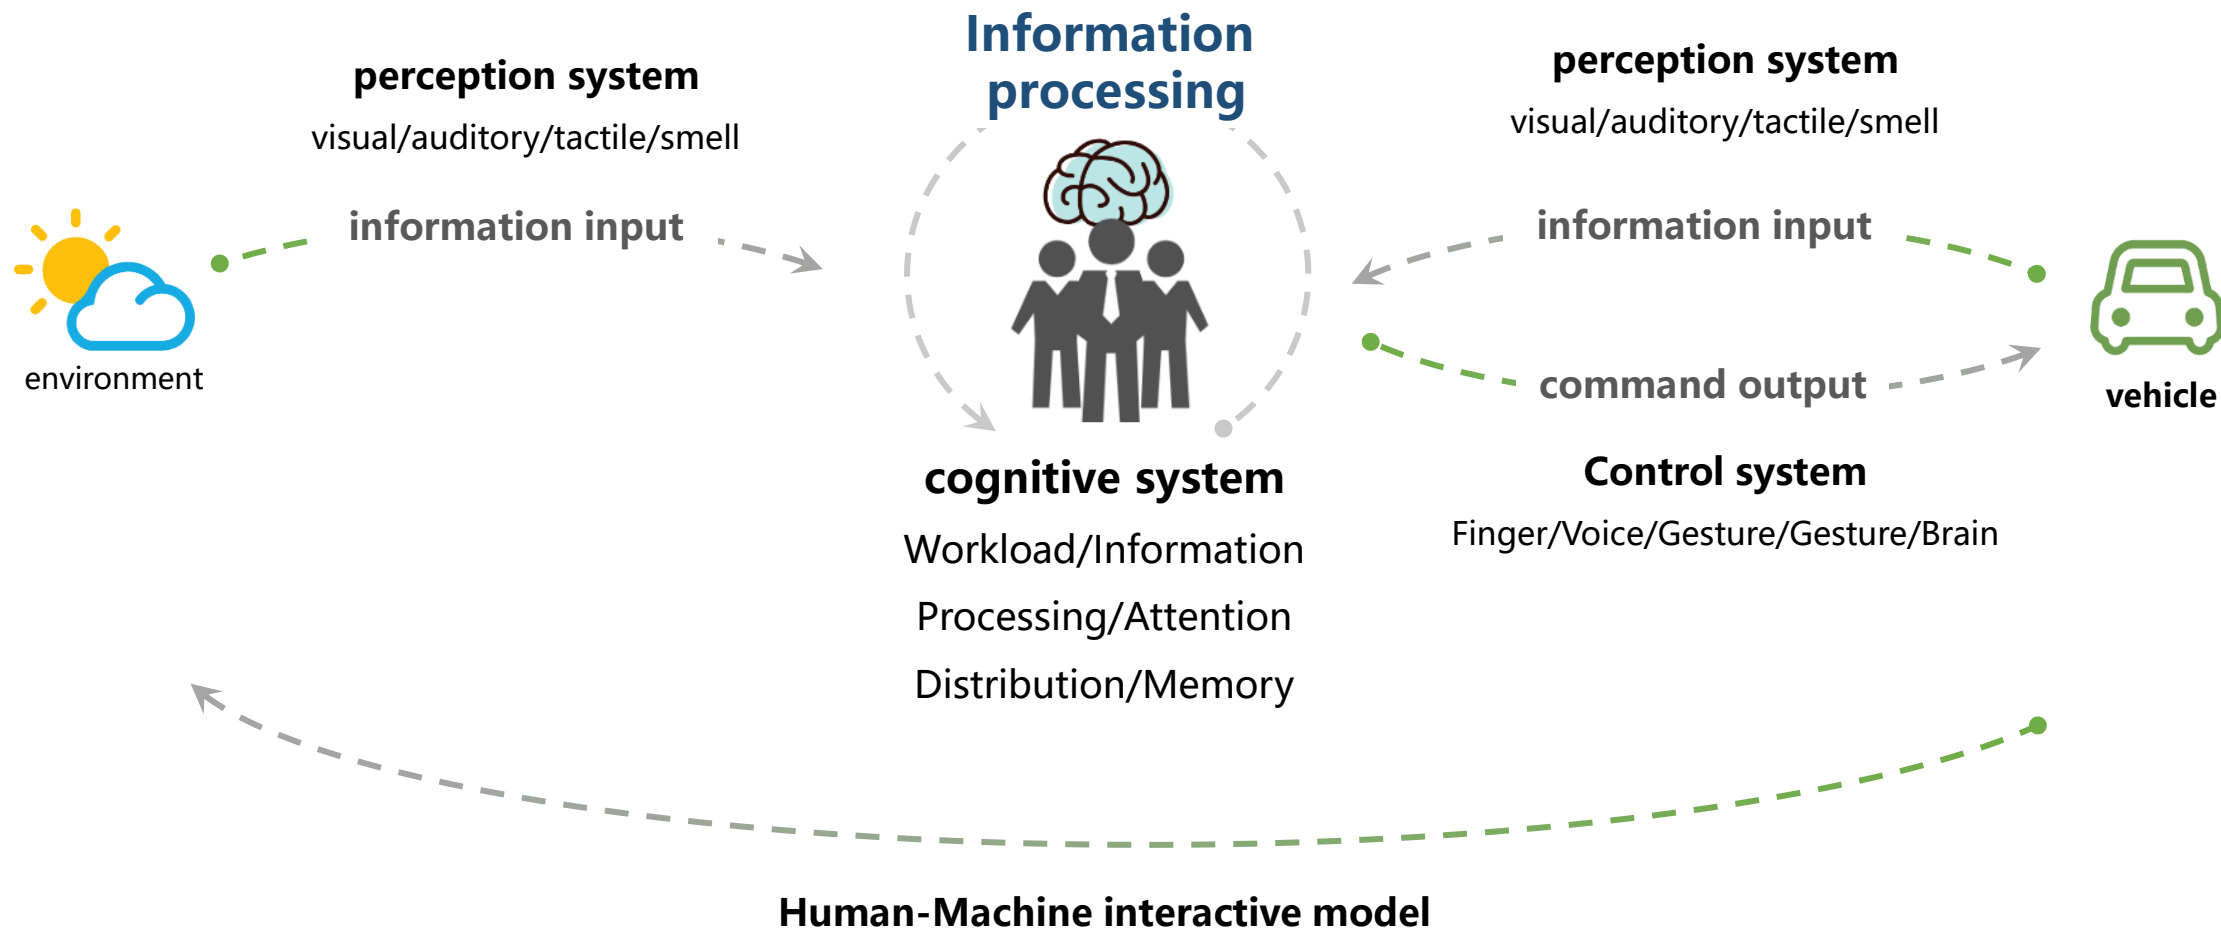 Information
processing
perception system
visual/auditory/tactile/smell
information input
environment
perception system
visual/auditory/tactile/smell
information input
command output
vehicle
Control system
Finger/Voice/Gesture/Gesture/Brain
cognitive system
Workload/Information
Processing/Attention
Distribution/Memory
Human-Machine interactive model